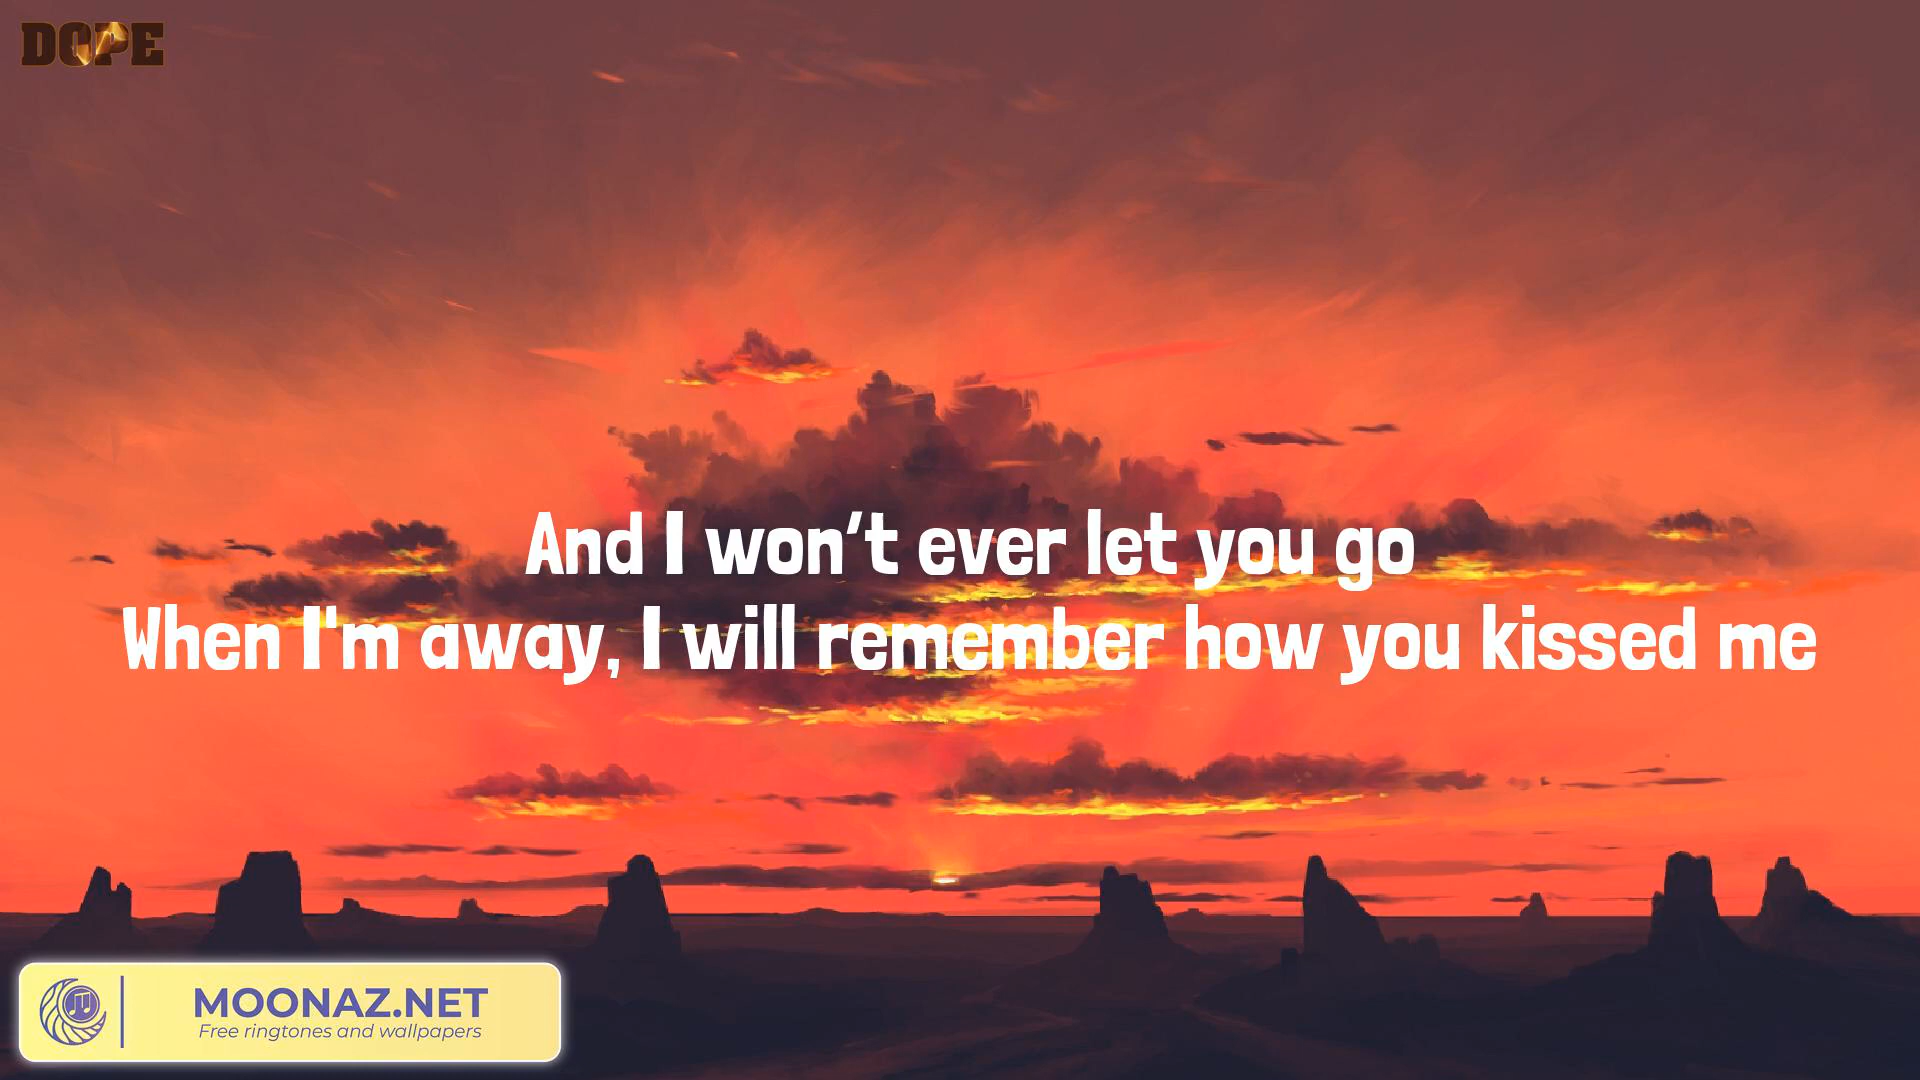 DOPE
And I won’t ever let you go
When I'm away, I will remember how you kissed me
MOONAZ.NET
Free ringtones and wallpapers